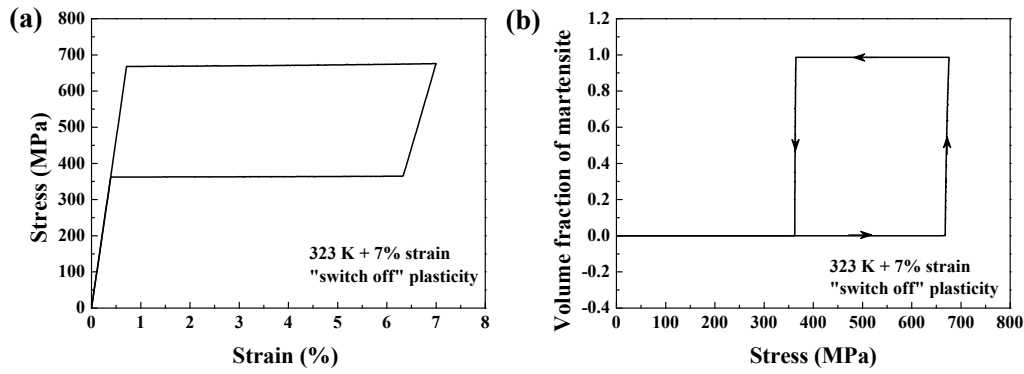 (a)
800
700
600
500
400
300
200
100
0
Stress (MPa)
323 K + 7% strain
"switch off" plasticity
0 1 2 3 4 5 6 7 8
Strain (%)
(b)
1.2
1.0
0.8
0.6
0.4
0.2
0.0
-0.2
-0.4
Volume fraction of martensite
323 K + 7% strain
"switch off" plasticity
0 100 200 300 400 500 600 700 800
Stress (MPa)